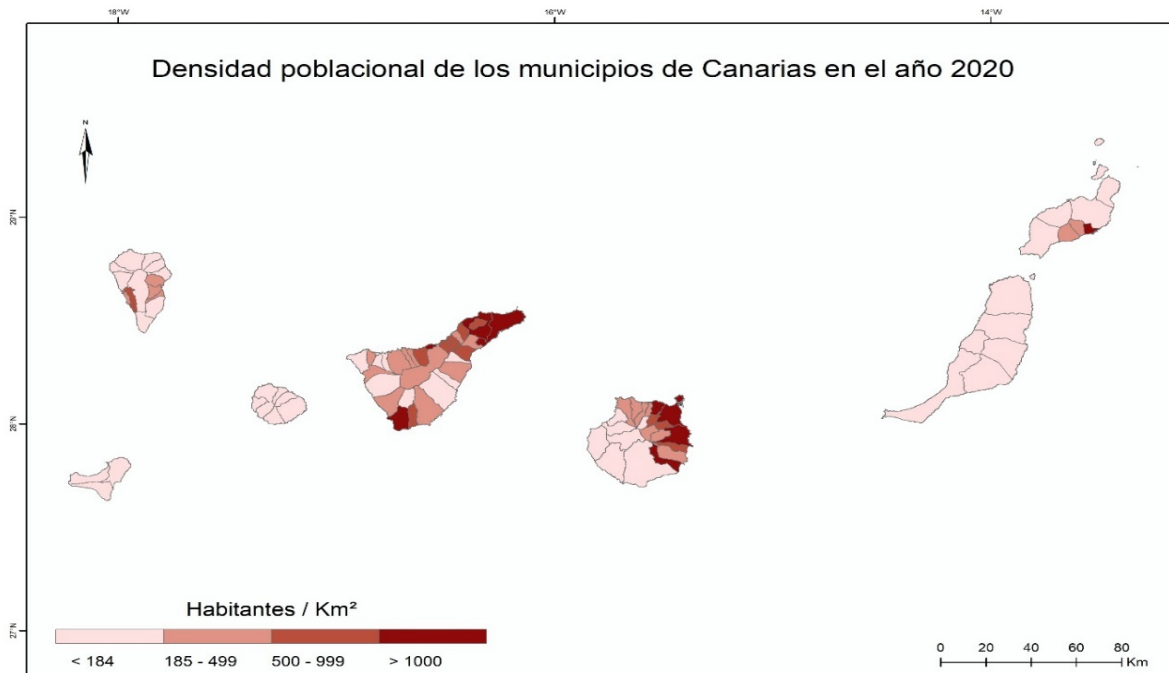 18°W 16°W 14°W
Densidad poblacional de los municipios de Canarias en el año 2020
N
29°N
28°N
27°N
Habitantes / Km²
< 184 185 - 499 500 - 999 > 1000
0 20 40 60 80
Km